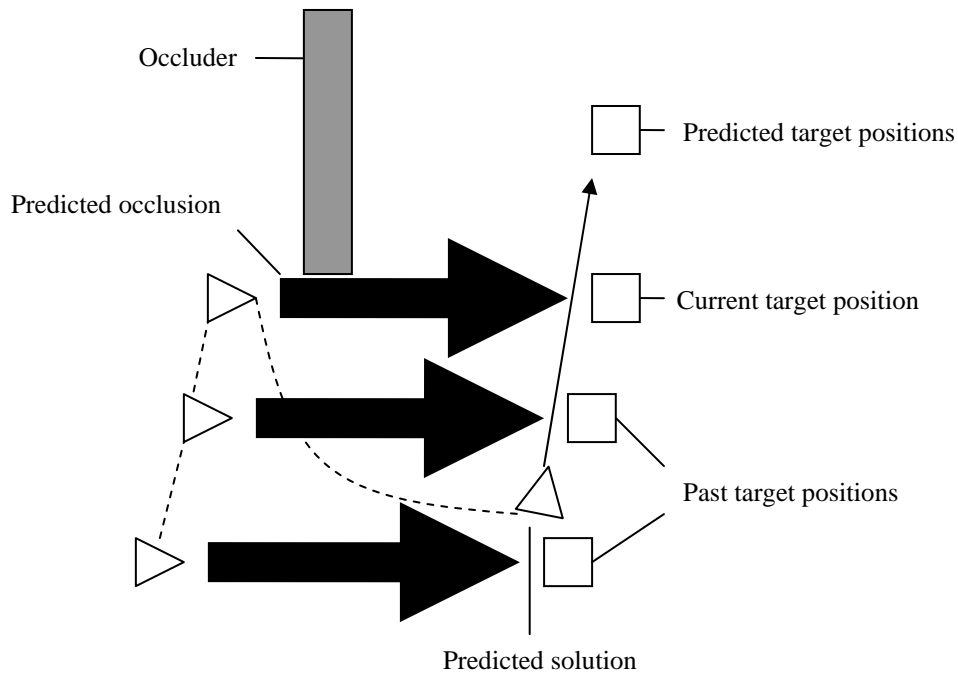 Occluder
Predicted target positions
Predicted occlusion
Current target position
Past target positions
Predicted solution